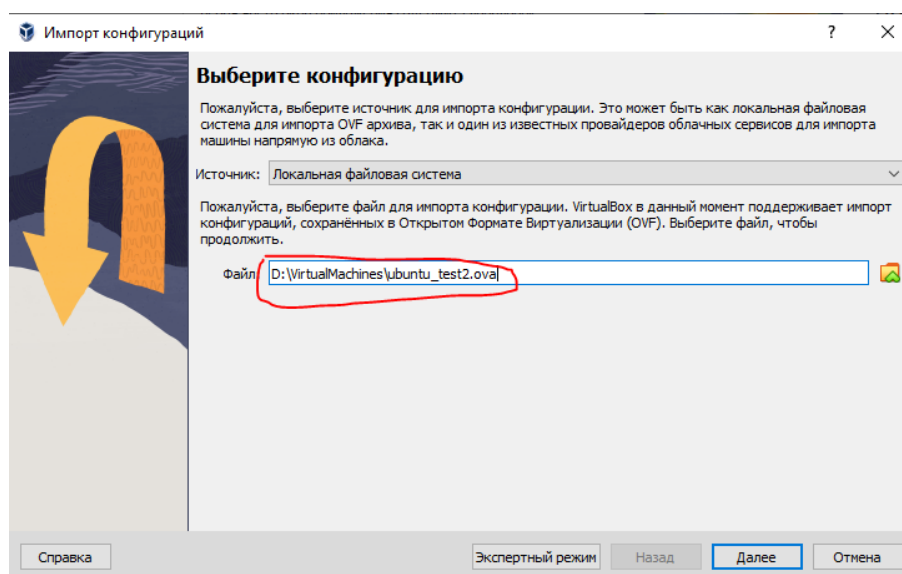 Импорт конфигураций
?
Выберите конфигурацию
Пожалуйста, выберите источник для импорта конфигурации. Это может быть как локальная файловая
система для импорта OVF архива, так и один из известных провайдеров облачных сервисов для импорта
машины напрямую из облака.
Источник: Локальная файловая система
Пожалуйста, выберите файл для импорта конфигурации. VirtualBox в данный момент поддерживает импорт
конфигураций, сохранённых в Открытом Формате Виртуализации (OVF). Выберите файл, чтобы
продолжить.
Файл: D:\VirtualMachines\ubuntu_test2.ova
Справка Экспертный режим Назад Далее Отмена